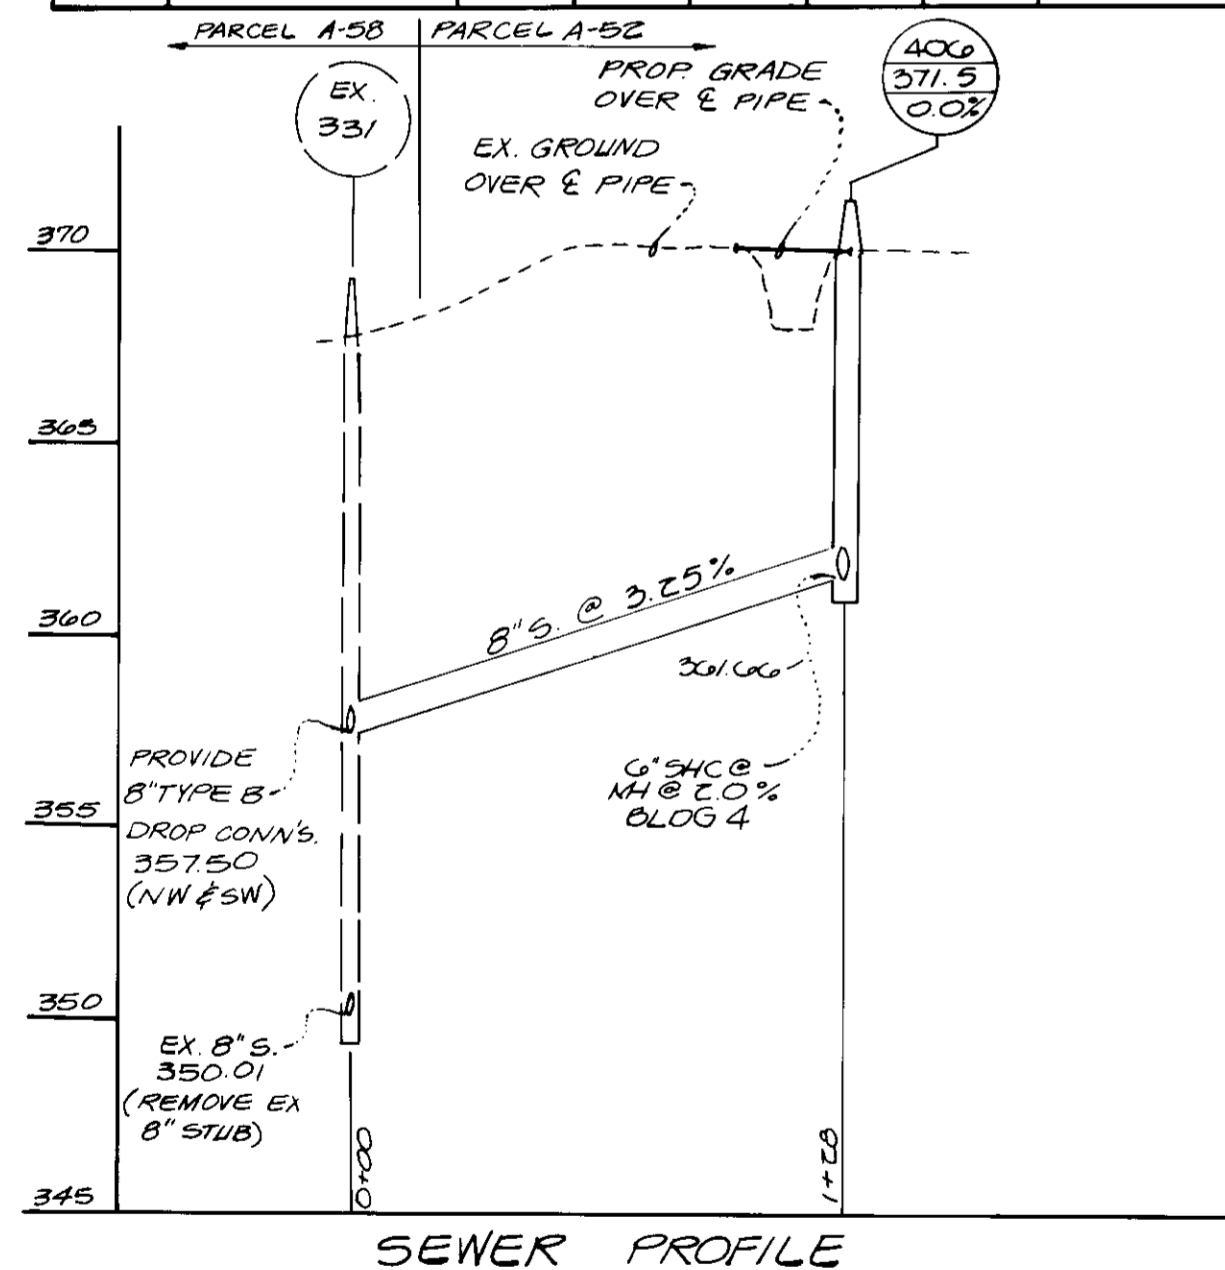 PARCEL A-58
PARCEL A-52
EX.
331
PROP. GRADE
OVER ℄ PIPE
406
371.5
0.0%
EX. GROUND
OVER ℄ PIPE
370
365
360
355
350
345
8" S. @ 3.25%
361.66
6" SHC @
MH @ 2.0%
BLDG 4
PROVIDE
8" TYPE B
DROP CONN'S.
357.50
(NW & SW)
EX. 8" S.
350.01
(REMOVE EX
8" STUB)
0+00
1+28
SEWER PROFILE